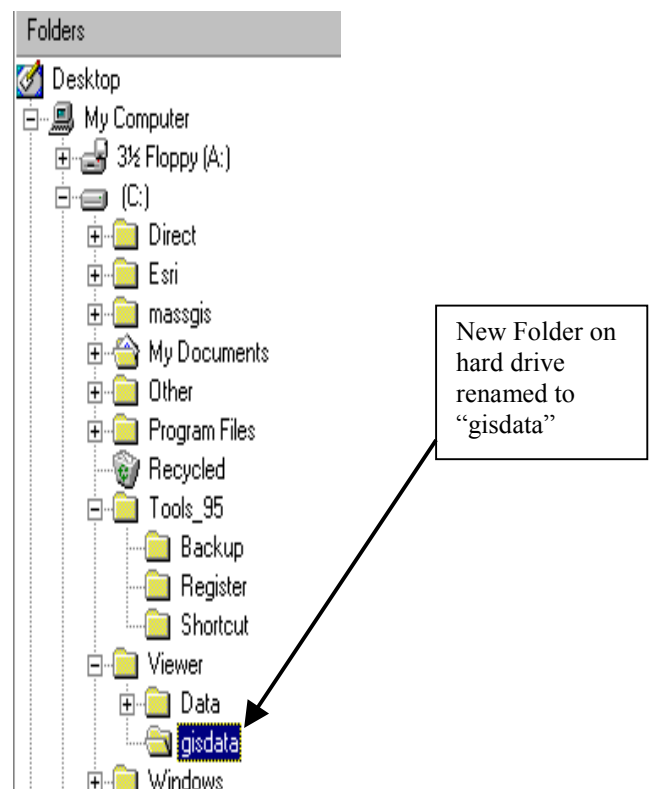 Folders
Desktop
My Computer
3½ Floppy (A:)
(C:)
Direct
Esri
massgis
My Documents
Other
Program Files
Recycled
Tools_95
Backup
Register
Shortcut
Viewer
Data
gisdata
Windows
New Folder on
hard drive
renamed to
“gisdata”